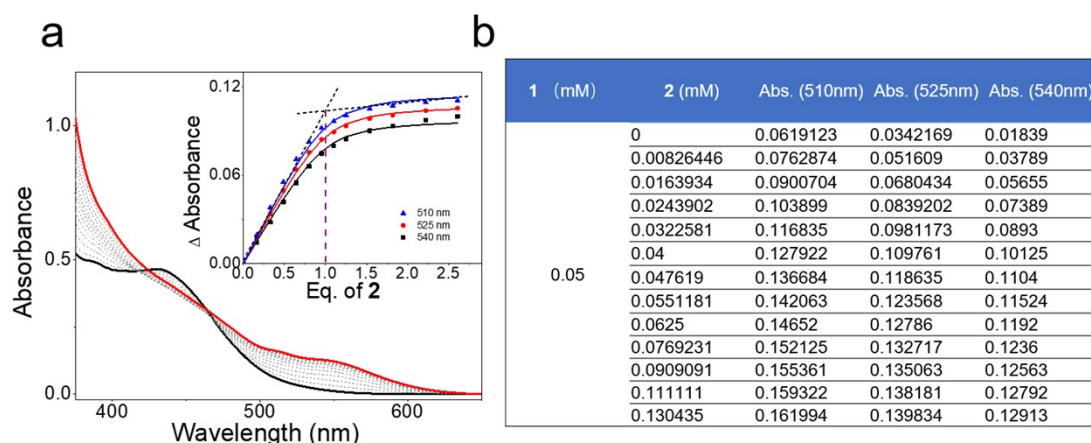 a
b
Absorbance
1.0
0.5
0.0
400
500
600
Wavelength (nm)
Δ Absorbance
0.12
0.06
0.00
0.0
0.5
1.0
1.5
2.0
2.5
Eq. of 2
510 nm
525 nm
540 nm
1 (mM) 2 (mM) Abs. (510nm) Abs. (525nm) Abs. (540nm)
0 0.0619123 0.0342169 0.01839
0.00826446 0.0762874 0.051609 0.03789
0.0163934 0.0900704 0.0680434 0.05655
0.0243902 0.103899 0.0839202 0.07389
0.0322581 0.116835 0.0981173 0.0893
0.04 0.127922 0.109761 0.10125
0.05 0.047619 0.136684 0.118635 0.1104
0.0551181 0.142063 0.123568 0.11524
0.0625 0.14652 0.12786 0.1192
0.0769231 0.152125 0.132717 0.1236
0.0909091 0.155361 0.135063 0.12563
0.111111 0.159322 0.138181 0.12792
0.130435 0.161994 0.139834 0.12913